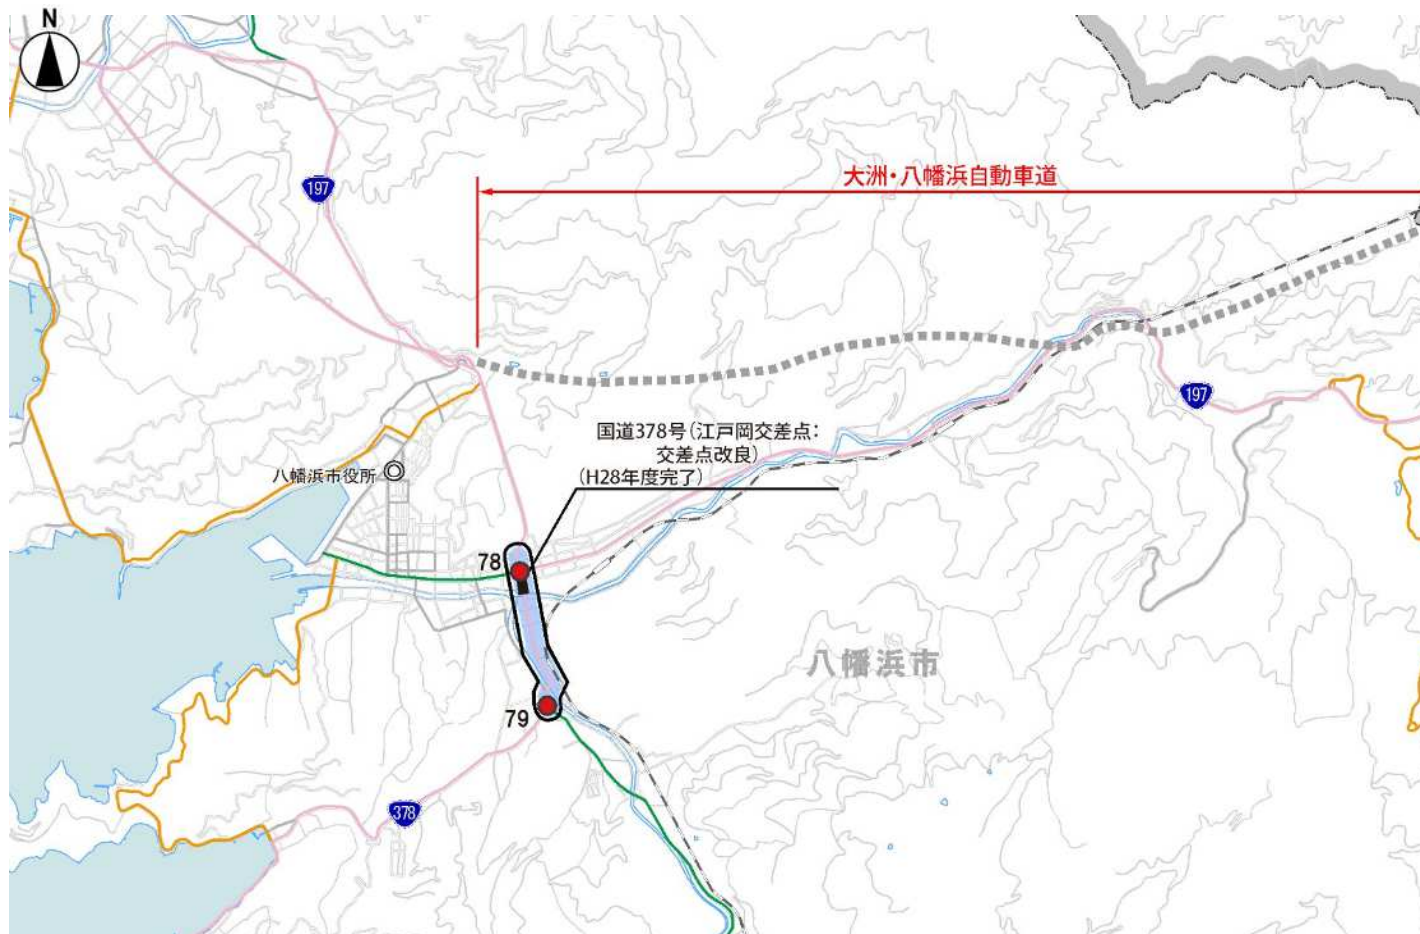 N
197
大洲・八幡浜自動車道
197
国道378号(江戸岡交差点：
交差点改良)
(H28年度完了)
八幡浜市役所
78
八幡浜市
79
378